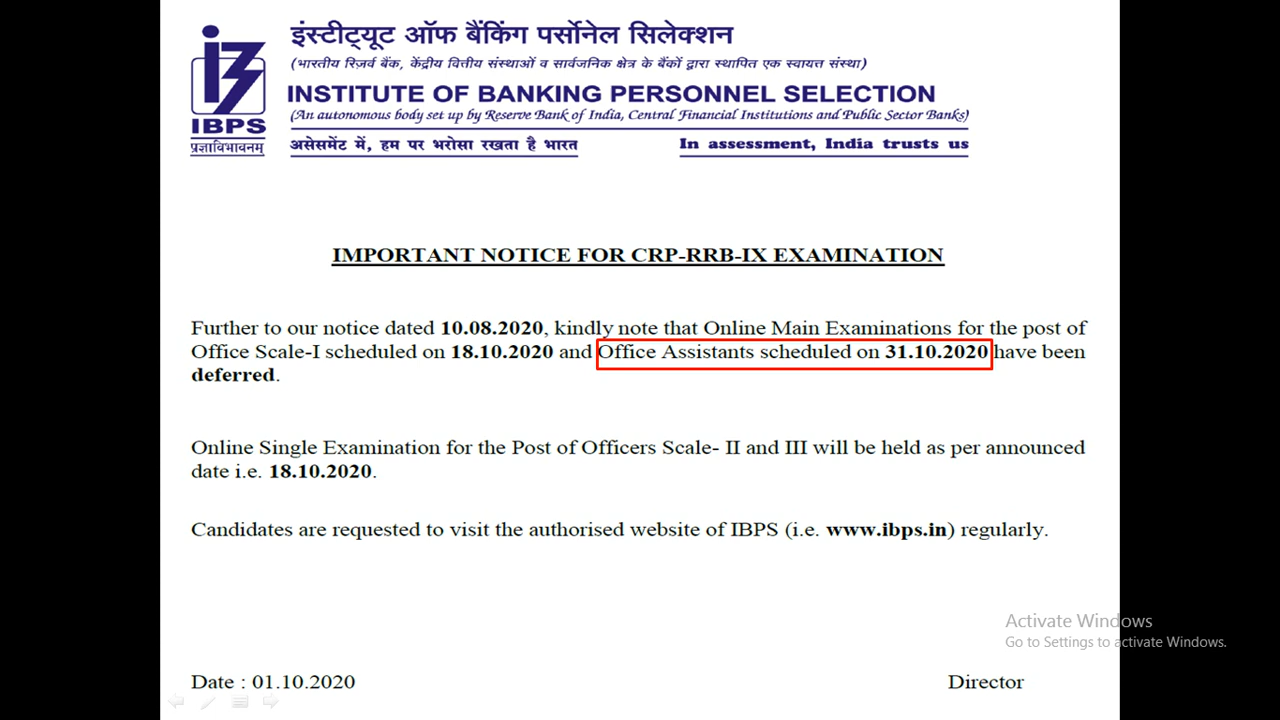 इंस्टीट्यूट ऑफ बैंकिंग पर्सोनेल सिलेक्शन
(भारतीय रिज़र्व बैंक, केंद्रीय वित्तीय संस्थाओं व सार्वजनिक क्षेत्र के बैंकों द्वारा स्थापित एक स्वायत्त संस्था)
INSTITUTE OF BANKING PERSONNEL SELECTION
(An autonomous body set up by Reserve Bank of India, Central Financial Institutions and Public Sector Banks)
IBPS
प्रज्ञाविभावनम्
असेसमेंट में, हम पर भरोसा रखता है भारत
In assessment, India trusts us
IMPORTANT NOTICE FOR CRP-RRB-IX EXAMINATION
Further to our notice dated 10.08.2020, kindly note that Online Main Examinations for the post of
Office Scale-I scheduled on 18.10.2020 and Office Assistants scheduled on 31.10.2020 have been
deferred.
Online Single Examination for the Post of Officers Scale- II and III will be held as per announced
date i.e. 18.10.2020.
Candidates are requested to visit the authorised website of IBPS (i.e. www.ibps.in) regularly.
Activate Windows
Go to Settings to activate Windows.
Date : 01.10.2020
Director